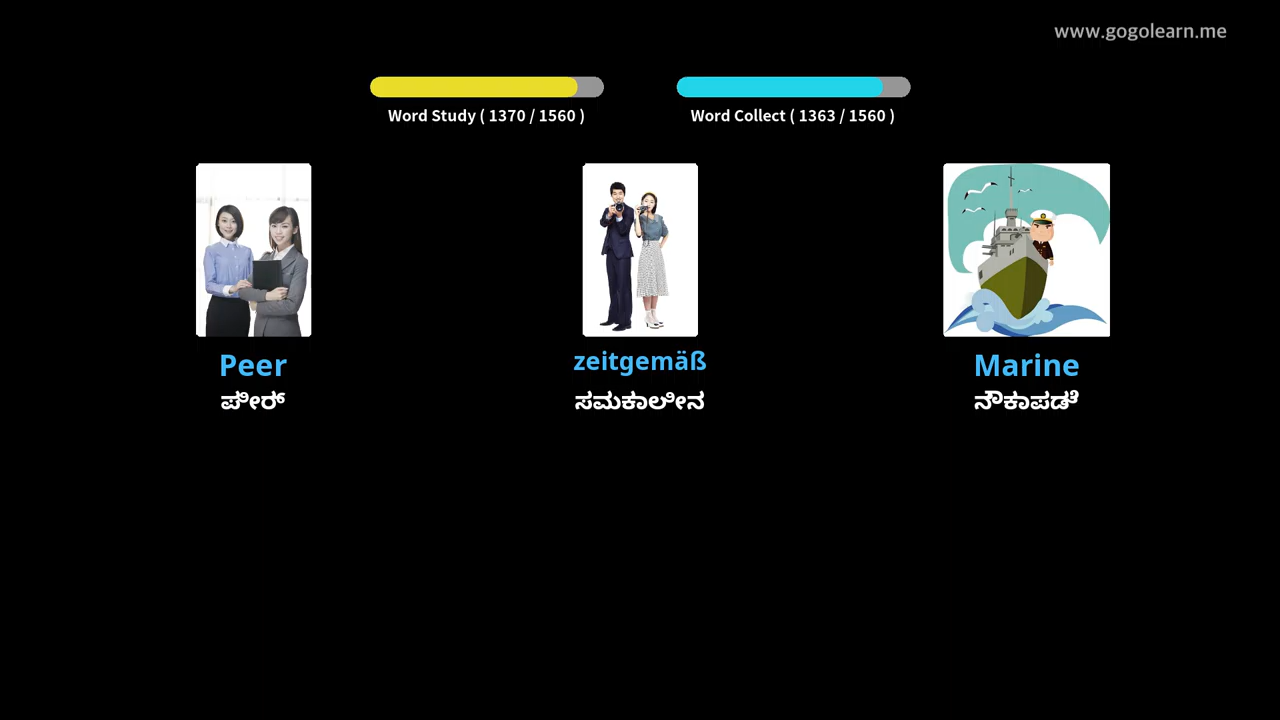 www.gogolearn.me
Word Study ( 1370 / 1560 )
Word Collect ( 1363 / 1560 )
Peer
zeitgemäß
Marine
ಪೀರ್
ಸಮಕಾಲೀನ
ನೌಕಾಪಡೆ